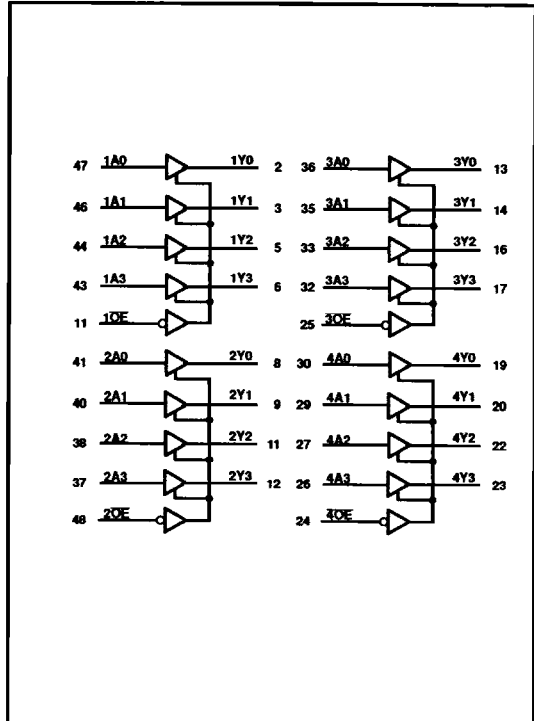 47 1A0 1Y0 2
46 1A1 1Y1 3
44 1A2 1Y2 5
43 1A3 1Y3 6
11 1OE
41 2A0 2Y0 8
40 2A1 2Y1 9
38 2A2 2Y2 11
37 2A3 2Y3 12
48 2OE
36 3A0 3Y0 13
35 3A1 3Y1 14
33 3A2 3Y2 16
32 3A3 3Y3 17
25 3OE
30 4A0 4Y0 19
29 4A1 4Y1 20
27 4A2 4Y2 22
26 4A3 4Y3 23
24 4OE